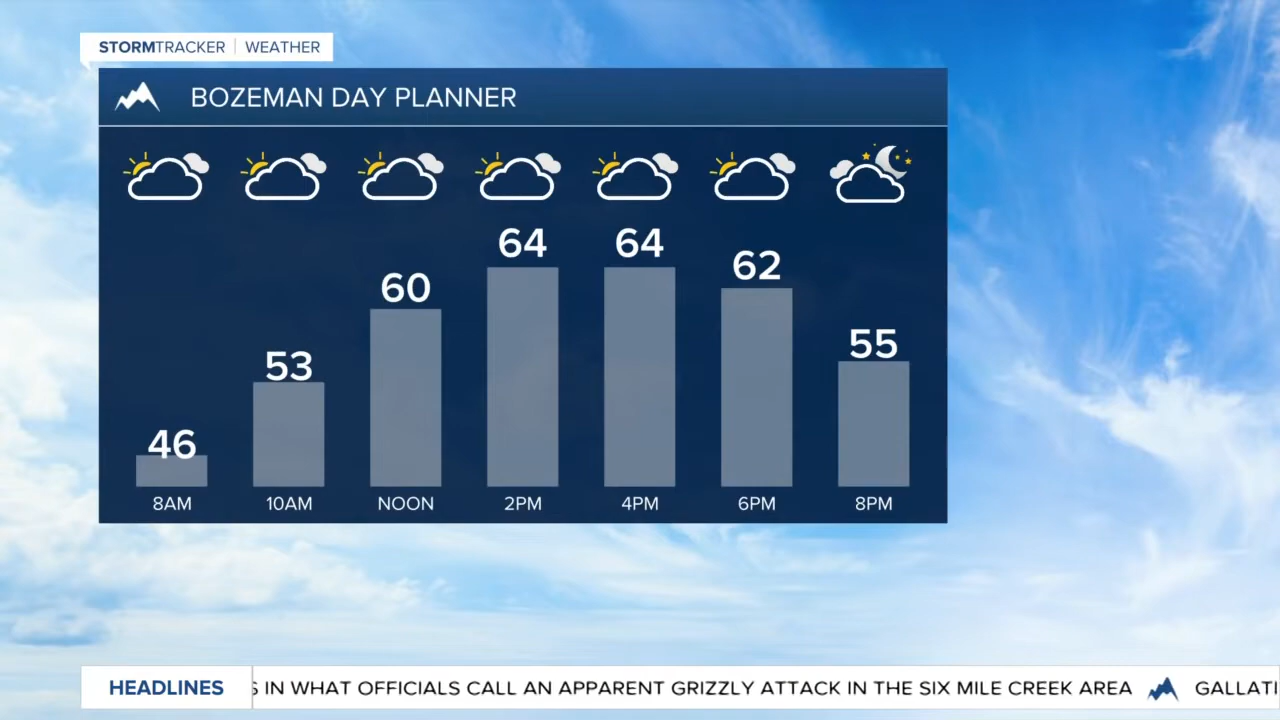 STORMTRACKER | WEATHER
BOZEMAN DAY PLANNER
46 53 60 64 64 62 55
8AM 10AM NOON 2PM 4PM 6PM 8PM
HEADLINES IN WHAT OFFICIALS CALL AN APPARENT GRIZZLY ATTACK IN THE SIX MILE CREEK AREA GALLATI